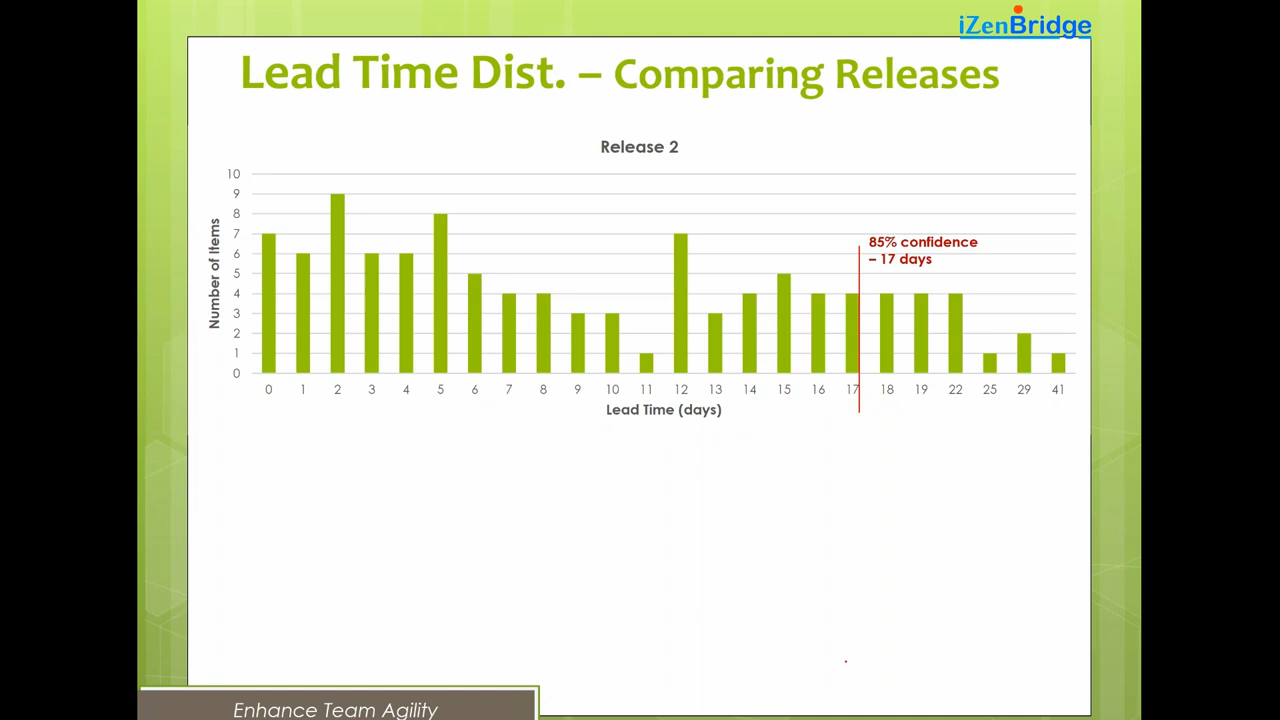 iZenBridge
Lead Time Dist. – Comparing Releases
Release 2
10
9
8
7
6
5
4
3
2
1
0
Number of Items
85% confidence
– 17 days
0 1 2 3 4 5 6 7 8 9 10 11 12 13 14 15 16 17 18 19 22 25 29 41
Lead Time (days)
Enhance Team Agility